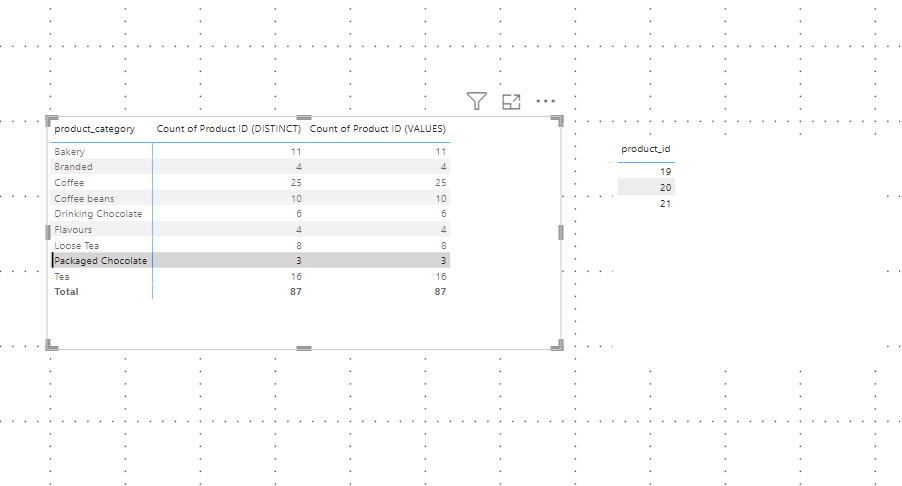 product_category Count of Product ID (DISTINCT) Count of Product ID (VALUES)
Bakery 11 11
Branded 4 4
Coffee 25 25
Coffee beans 10 10
Drinking Chocolate 6 6
Flavours 4 4
Loose Tea 8 8
Packaged Chocolate 3 3
Tea 16 16
Total 87 87
product_id
19
20
21